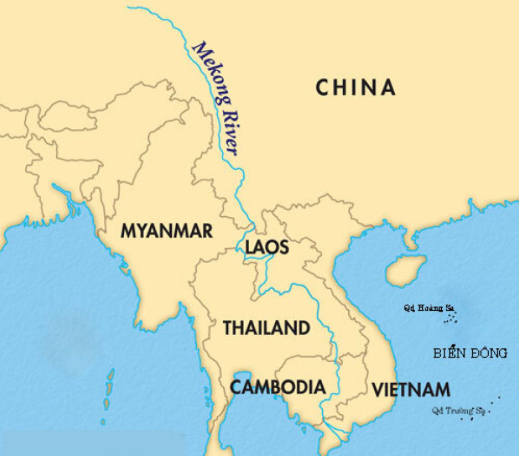 Mekong River
CHINA
MYANMAR
LAOS
Qđ Hoàng Sa
THAILAND
BIỂN ĐÔNG
CAMBODIA
VIETNAM
Qđ Trường Sa